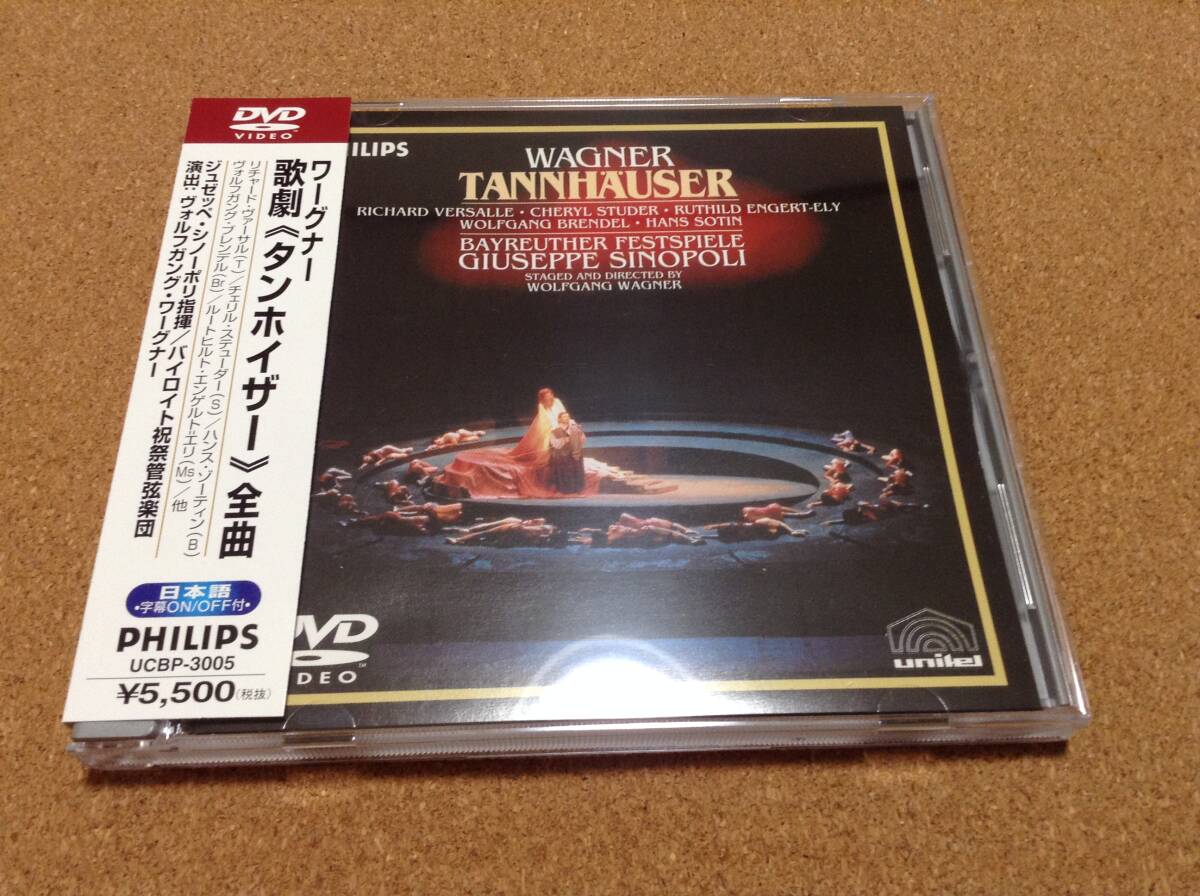 DVD
VIDEO
ワーグナー
歌劇《タンホイザー》全曲
リチャード・ヴァーサル(T)/チェリル・ステューダー(S)/ハンス・ゾーティン(B)
ヴォルフガング・ブレンデル(Br)/ルートヒルト・エンゲルト=エリ(Ms)/他
ジュゼッペ・シノーポリ指揮/バイロイト祝祭管弦楽団
演出:ヴォルフガング・ワーグナー
日本語
•字幕ON/OFF付•
PHILIPS
UCBP-3005
¥5,500(税抜)
ILIPS
WAGNER
TANNHÄUSER
RICHARD VERSALLE • CHERYL STUDER • RUTHILD ENGERT-ELY
WOLFGANG BRENDEL • HANS SOTIN
BAYREUTHER FESTSPIELE
GIUSEPPE SINOPOLI
STAGED AND DIRECTED BY
WOLFGANG WAGNER
DVD
IDEO
unitel